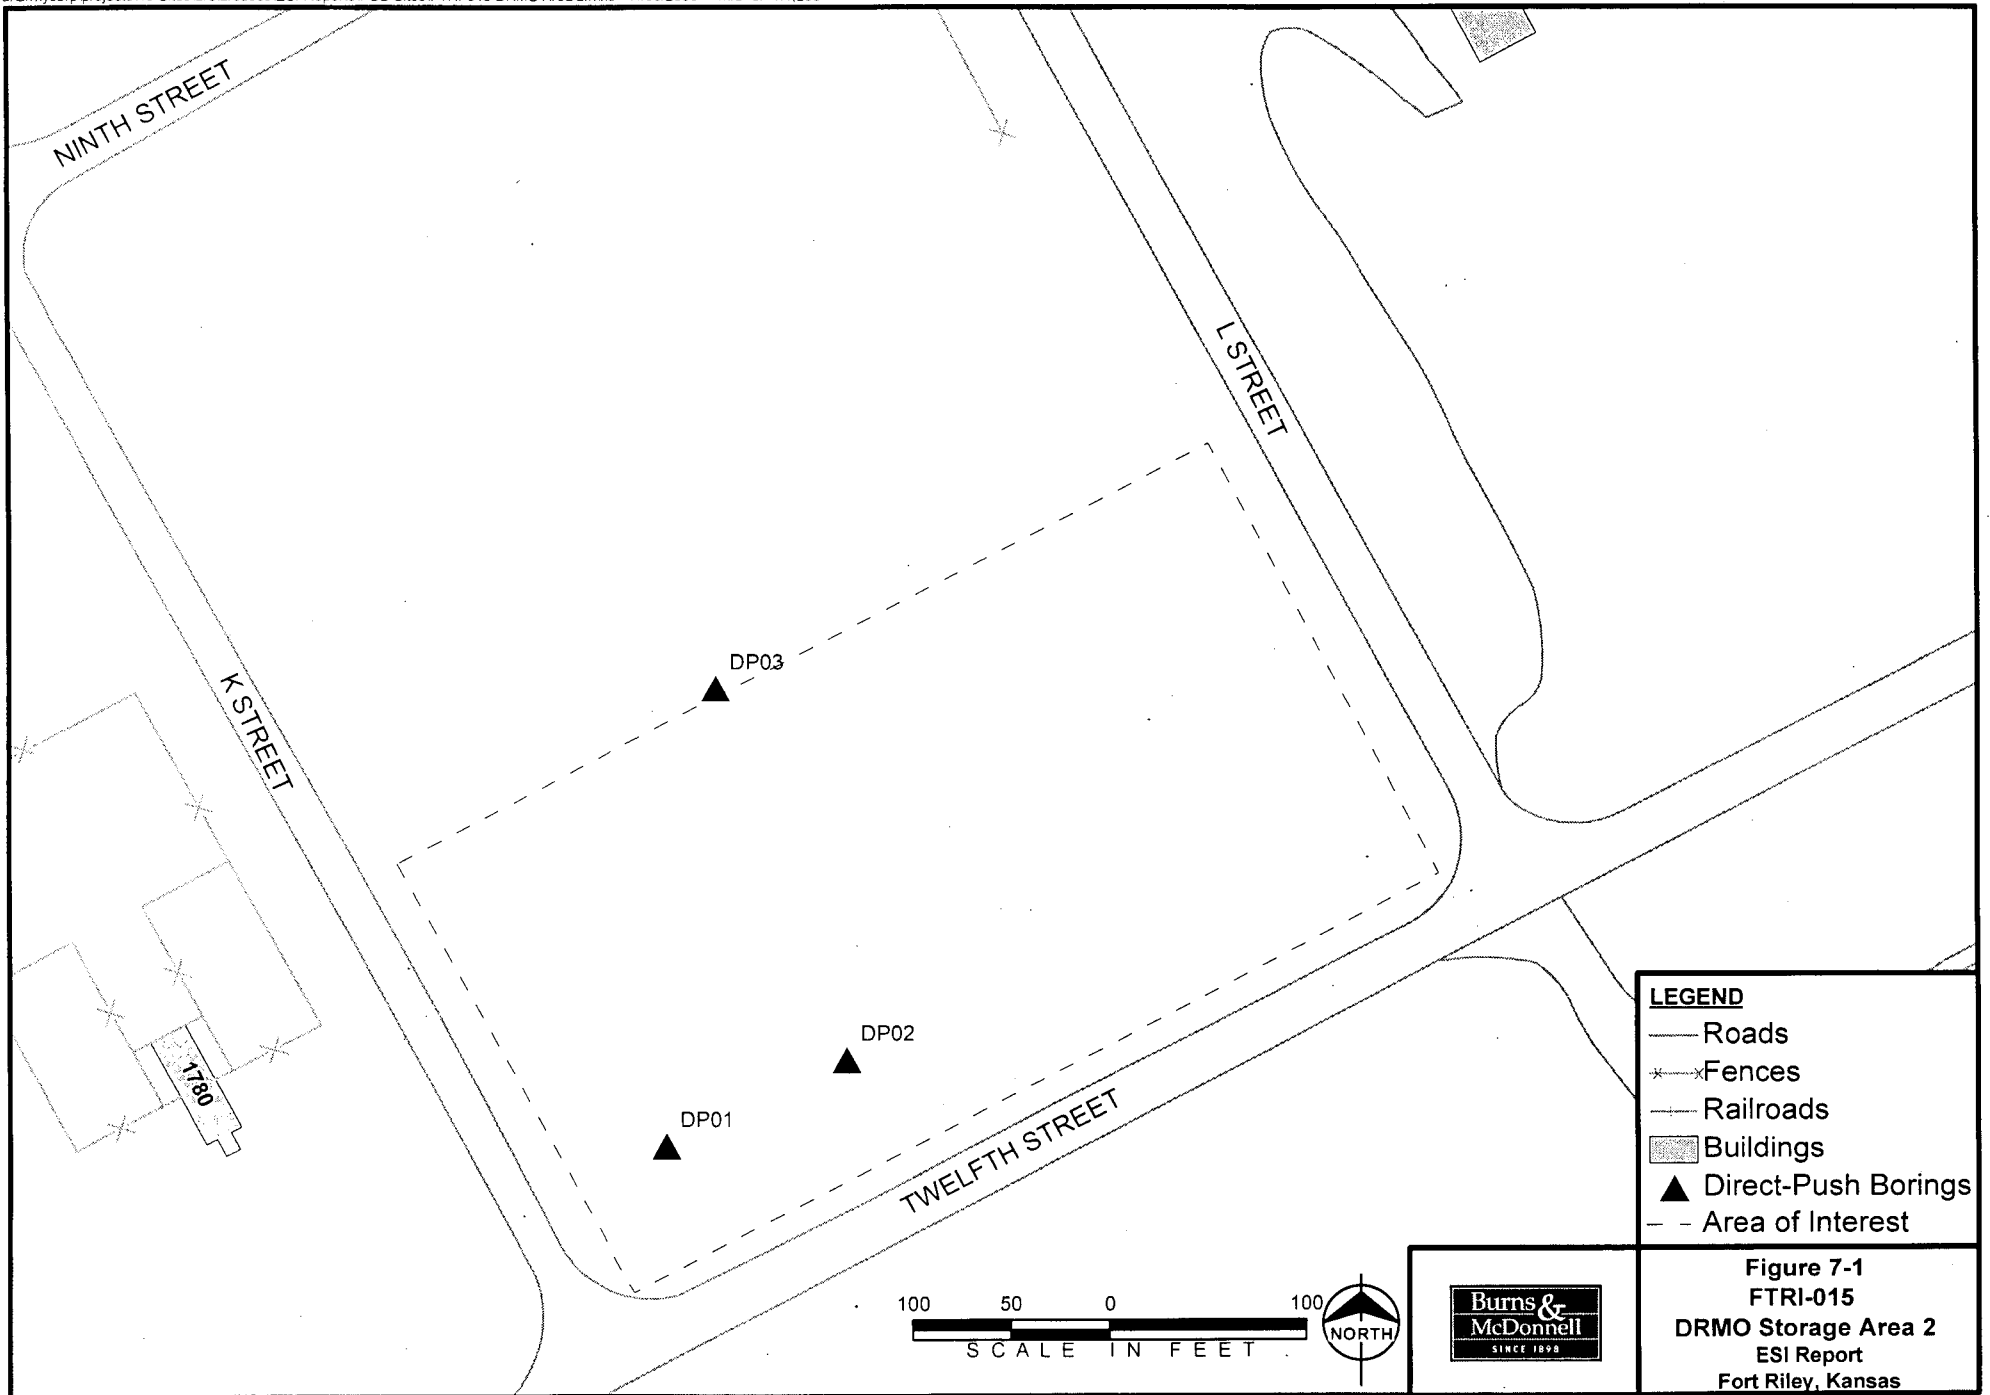 NINTH STREET
L STREET
K STREET
DP03
DP02
DP01
TWELFTH STREET
1780
LEGEND
Roads
Fences
Railroads
Buildings
Direct-Push Borings
Area of Interest
100 50 0 100
SCALE IN FEET
NORTH
Burns &
McDonnell
SINCE 1898
Figure 7-1
FTRI-015
DRMO Storage Area 2
ESI Report
Fort Riley, Kansas